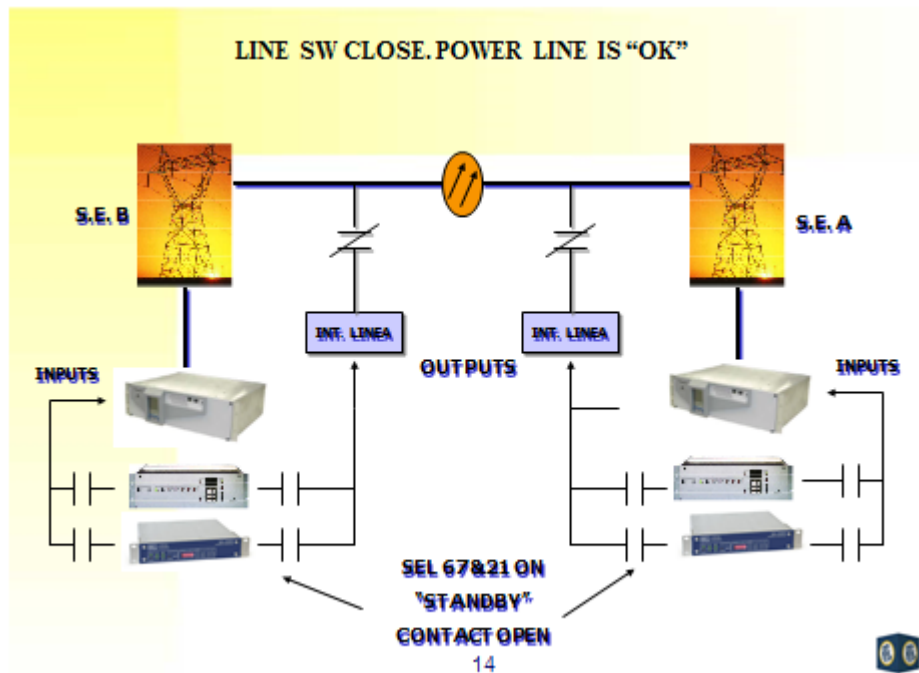 LINE SW CLOSE. POWER LINE IS “OK”
S.E. B
S.E. A
INT. LINEA
INT. LINEA
INPUTS
OUTPUTS
INPUTS
SEL 67&21 ON
“STANDBY”
CONTACT OPEN
14